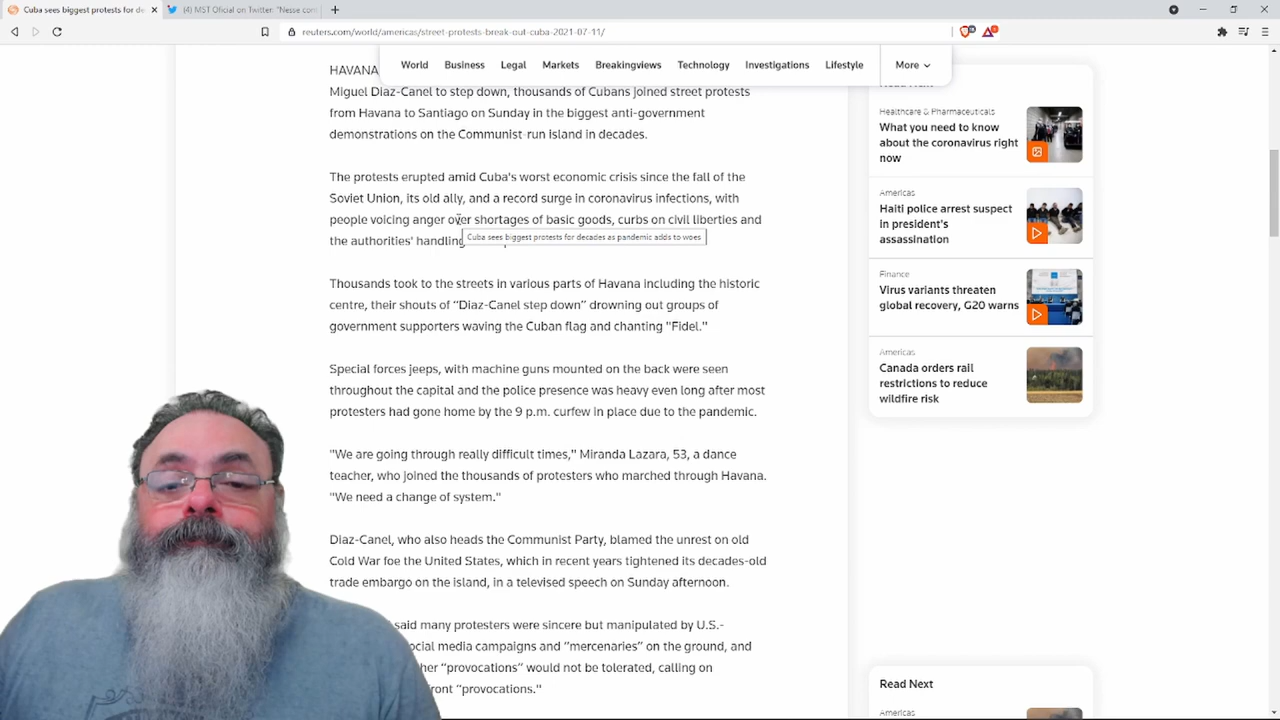 Cuba sees biggest protests for de
(4) MST Oficial on Twitter: "Nesse com
reuters.com/world/americas/street-protests-break-out-cuba-2021-07-11/
World Business Legal Markets Breakingviews Technology Investigations Lifestyle More
HAVANA
Miguel Diaz-Canel to step down, thousands of Cubans joined street protests
from Havana to Santiago on Sunday in the biggest anti-government
demonstrations on the Communist-run island in decades.
The protests erupted amid Cuba's worst economic crisis since the fall of the
Soviet Union, its old ally, and a record surge in coronavirus infections, with
people voicing anger over shortages of basic goods, curbs on civil liberties and
the authorities' handling
Cuba sees biggest protests for decades as pandemic adds to woes
Thousands took to the streets in various parts of Havana including the historic
centre, their shouts of “Diaz-Canel step down” drowning out groups of
government supporters waving the Cuban flag and chanting "Fidel."
Special forces jeeps, with machine guns mounted on the back were seen
throughout the capital and the police presence was heavy even long after most
protesters had gone home by the 9 p.m. curfew in place due to the pandemic.
"We are going through really difficult times," Miranda Lazara, 53, a dance
teacher, who joined the thousands of protesters who marched through Havana.
"We need a change of system."
Diaz-Canel, who also heads the Communist Party, blamed the unrest on old
Cold War foe the United States, which in recent years tightened its decades-old
trade embargo on the island, in a televised speech on Sunday afternoon.
said many protesters were sincere but manipulated by U.S.-
ocial media campaigns and “mercenaries” on the ground, and
her “provocations” would not be tolerated, calling on
front “provocations.”
Healthcare & Pharmaceuticals
What you need to know
about the coronavirus right
now
Americas
Haiti police arrest suspect
in president's
assassination
Finance
Virus variants threaten
global recovery, G20 warns
Americas
Canada orders rail
restrictions to reduce
wildfire risk
Read Next
Americas